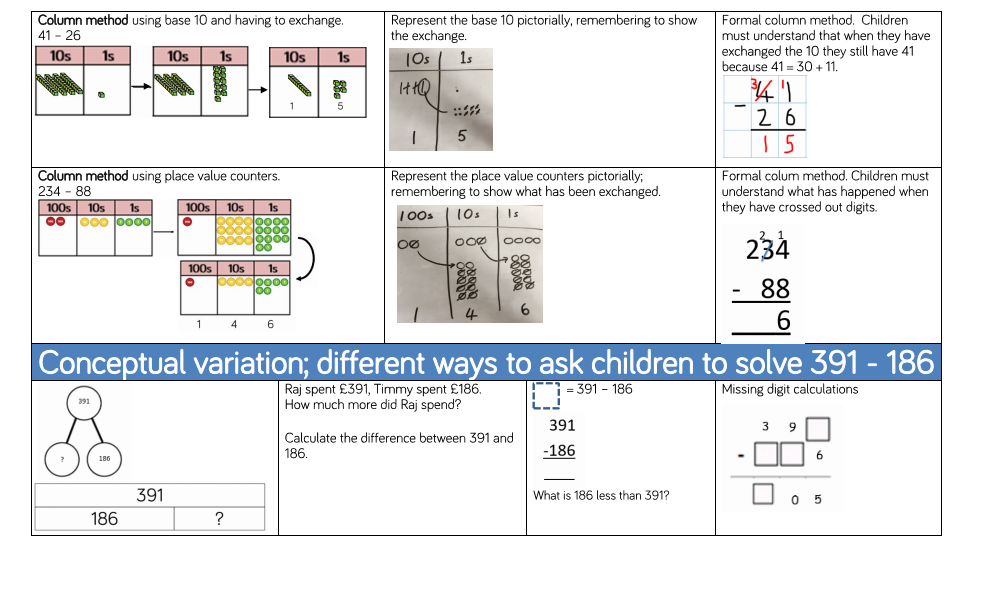 Column method using base 10 and having to exchange.
41 – 26
10s 1s
10s 1s
10s 1s
1 5
Represent the base 10 pictorially, remembering to show
the exchange.
10s 1s
1 5
Formal column method. Children
must understand that when they have
exchanged the 10 they still have 41
because 41 = 30 + 11.
3 4 1 1
- 2 6
1 5
Column method using place value counters.
234 – 88
100s 10s 1s
100s 10s 1s
100s 10s 1s
1 4 6
Represent the place value counters pictorially;
remembering to show what has been exchanged.
100s 10s 1s
1 4 6
Formal colum method. Children must
understand what has happened when
they have crossed out digits.
2 1
234
- 88
6
Conceptual variation; different ways to ask children to solve 391 - 186
391
? 186
391
186 ?
Raj spent £391, Timmy spent £186.
How much more did Raj spend?
Calculate the difference between 391 and
186.
= 391 – 186
391
-186
What is 186 less than 391?
Missing digit calculations
3 9
- 6
0 5